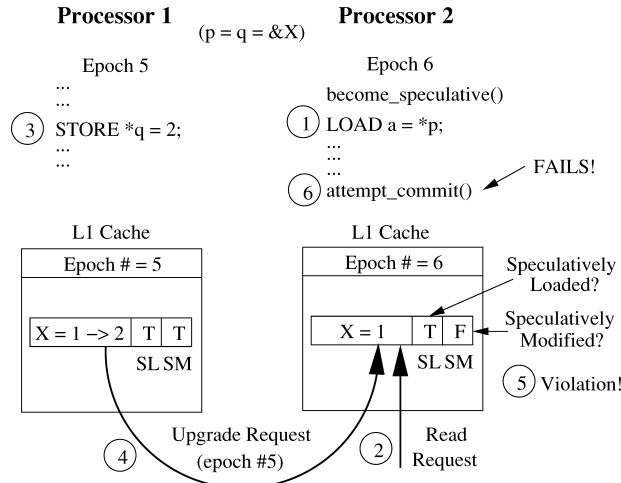 Processor 1
(p = q = &X)
Processor 2
Epoch 5
...
...
3 STORE *q = 2;
...
...
Epoch 6
become_speculative()
1 LOAD a = *p;
...
...
...
6 attempt_commit()
FAILS!
L1 Cache
Epoch # = 5
X = 1 -> 2 T T
SL SM
L1 Cache
Epoch # = 6
X = 1 T F
SL SM
Speculatively
Loaded?
Speculatively
Modified?
5 Violation!
4
Upgrade Request
(epoch #5)
2
Read
Request